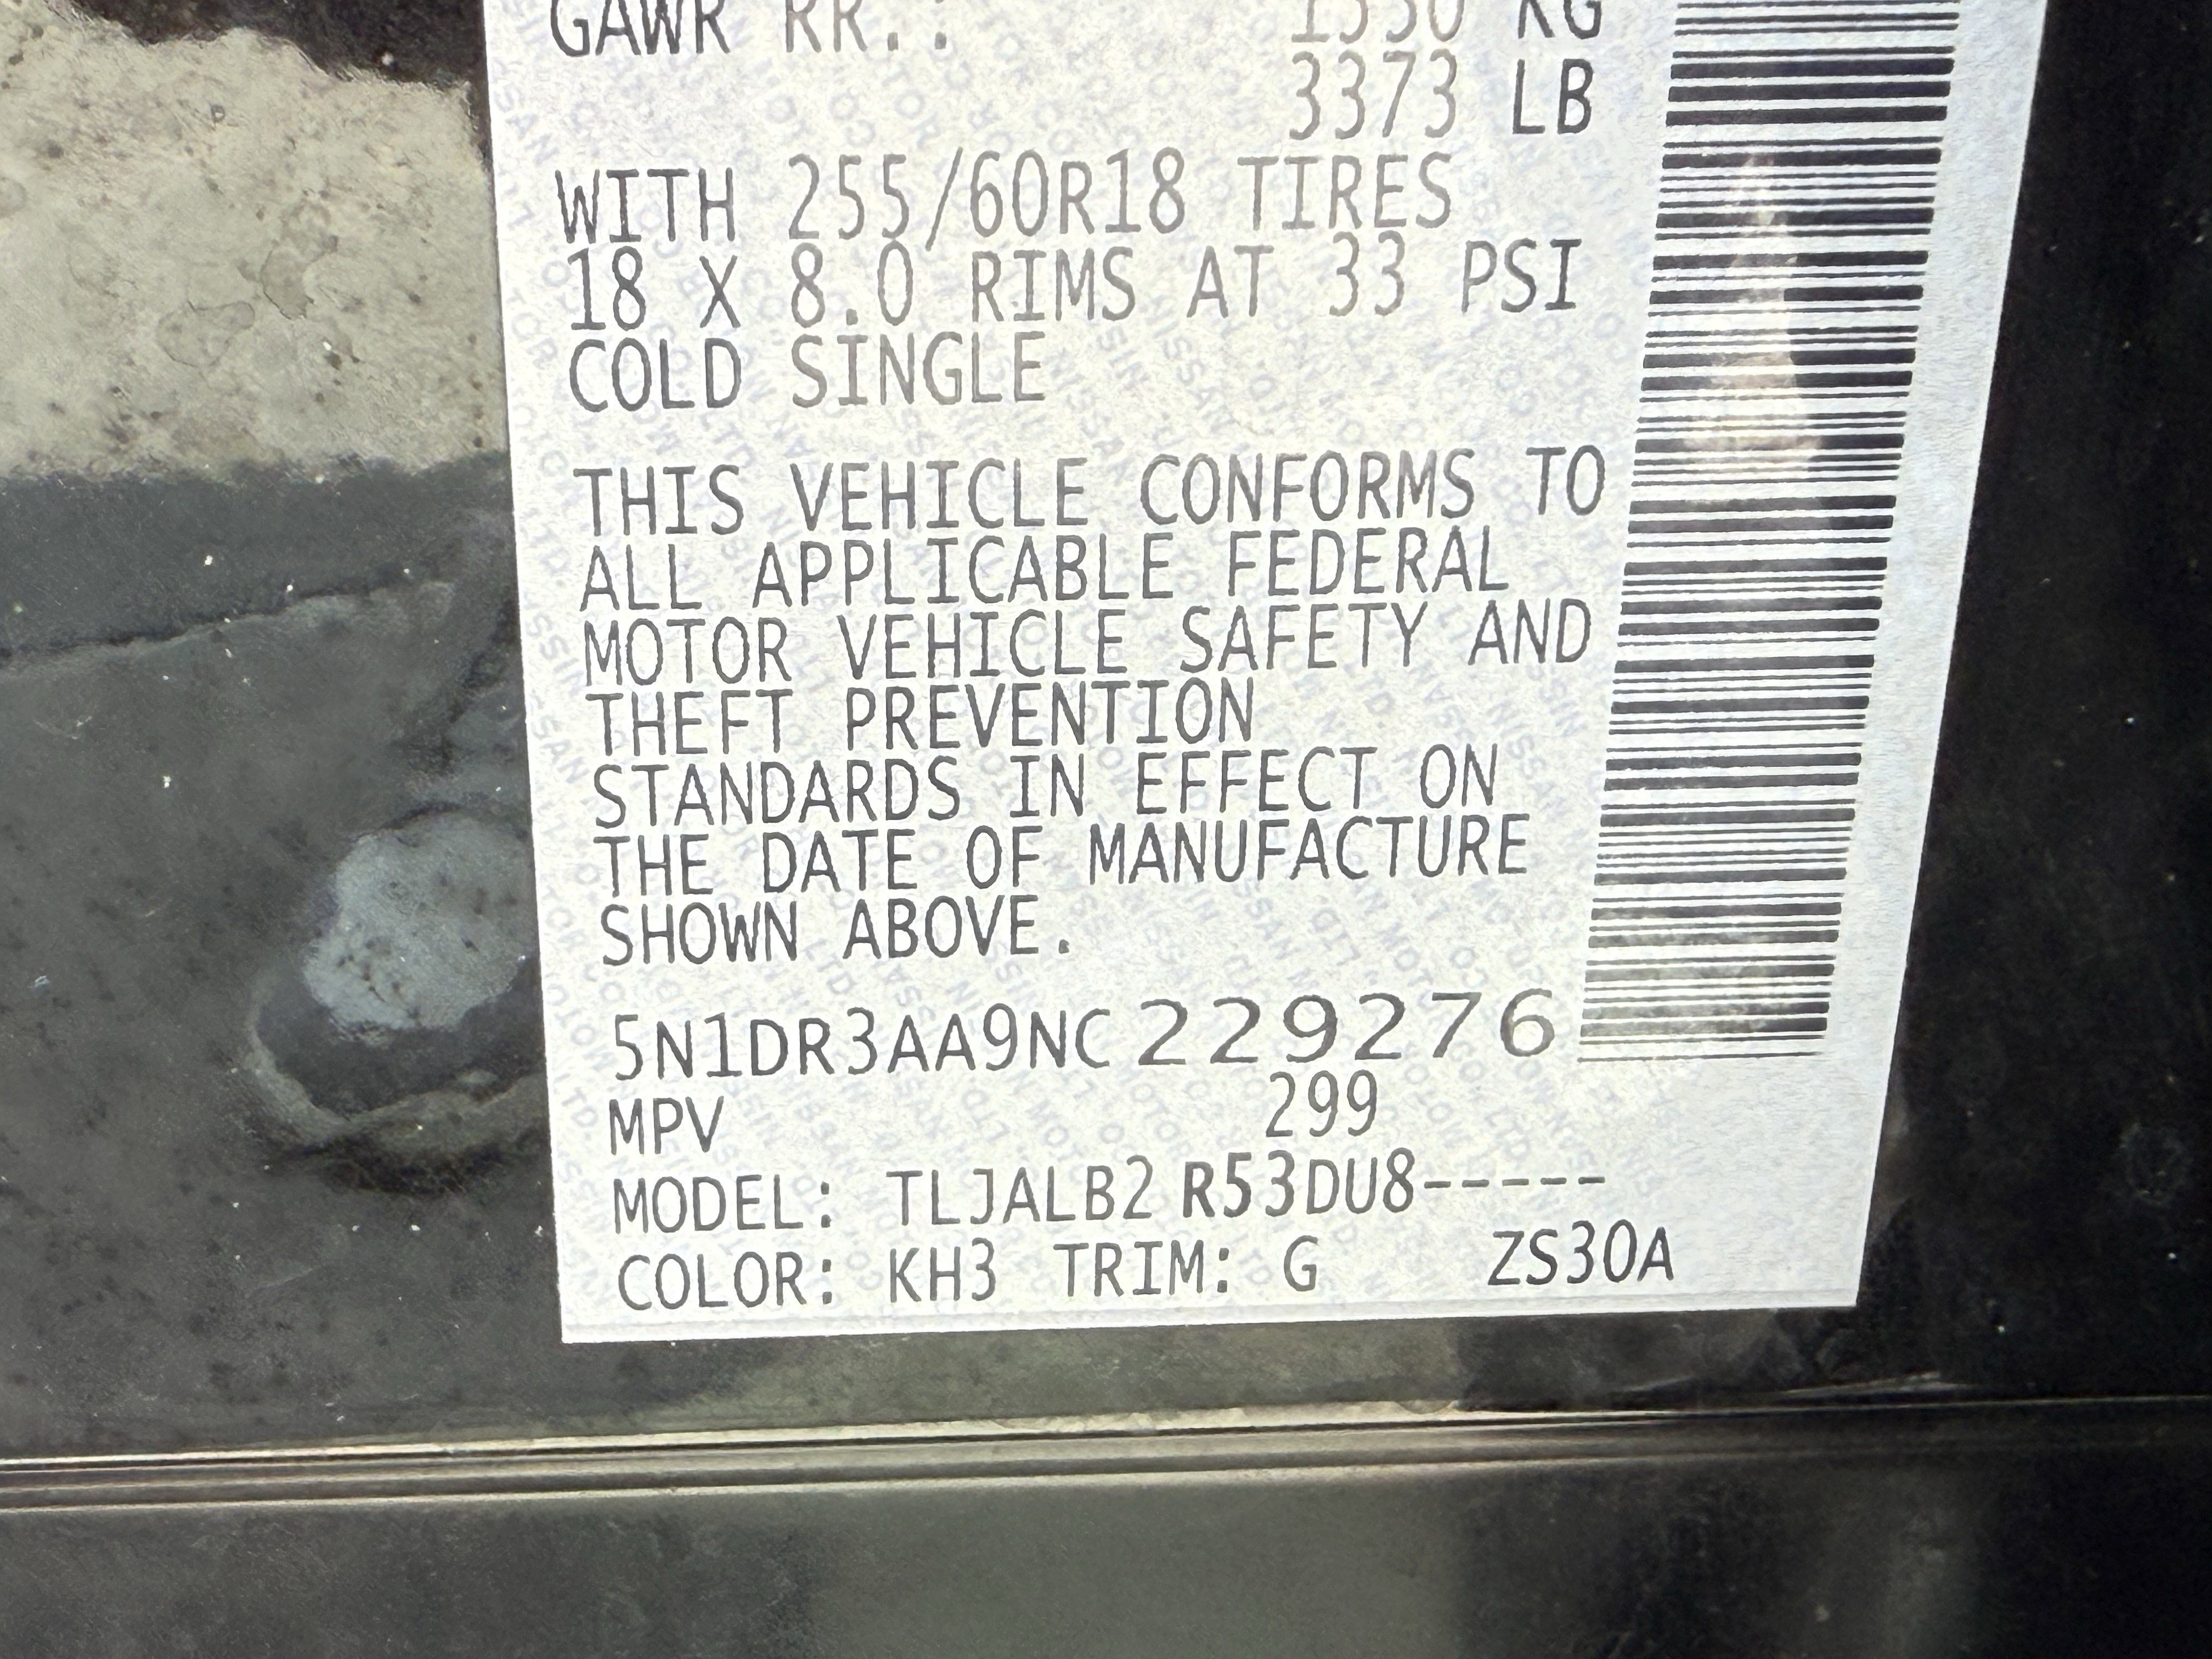 GAWR RR.: 1530 KG
3373 LB
WITH 255/60R18 TIRES
18 X 8.0 RIMS AT 33 PSI
COLD SINGLE
THIS VEHICLE CONFORMS TO
ALL APPLICABLE FEDERAL
MOTOR VEHICLE SAFETY AND
THEFT PREVENTION
STANDARDS IN EFFECT ON
THE DATE OF MANUFACTURE
SHOWN ABOVE.
5N1DR3AA9NC229276
MPV 299
MODEL: TLJALB2 R53DU8-----
COLOR: KH3 TRIM: G ZS30A